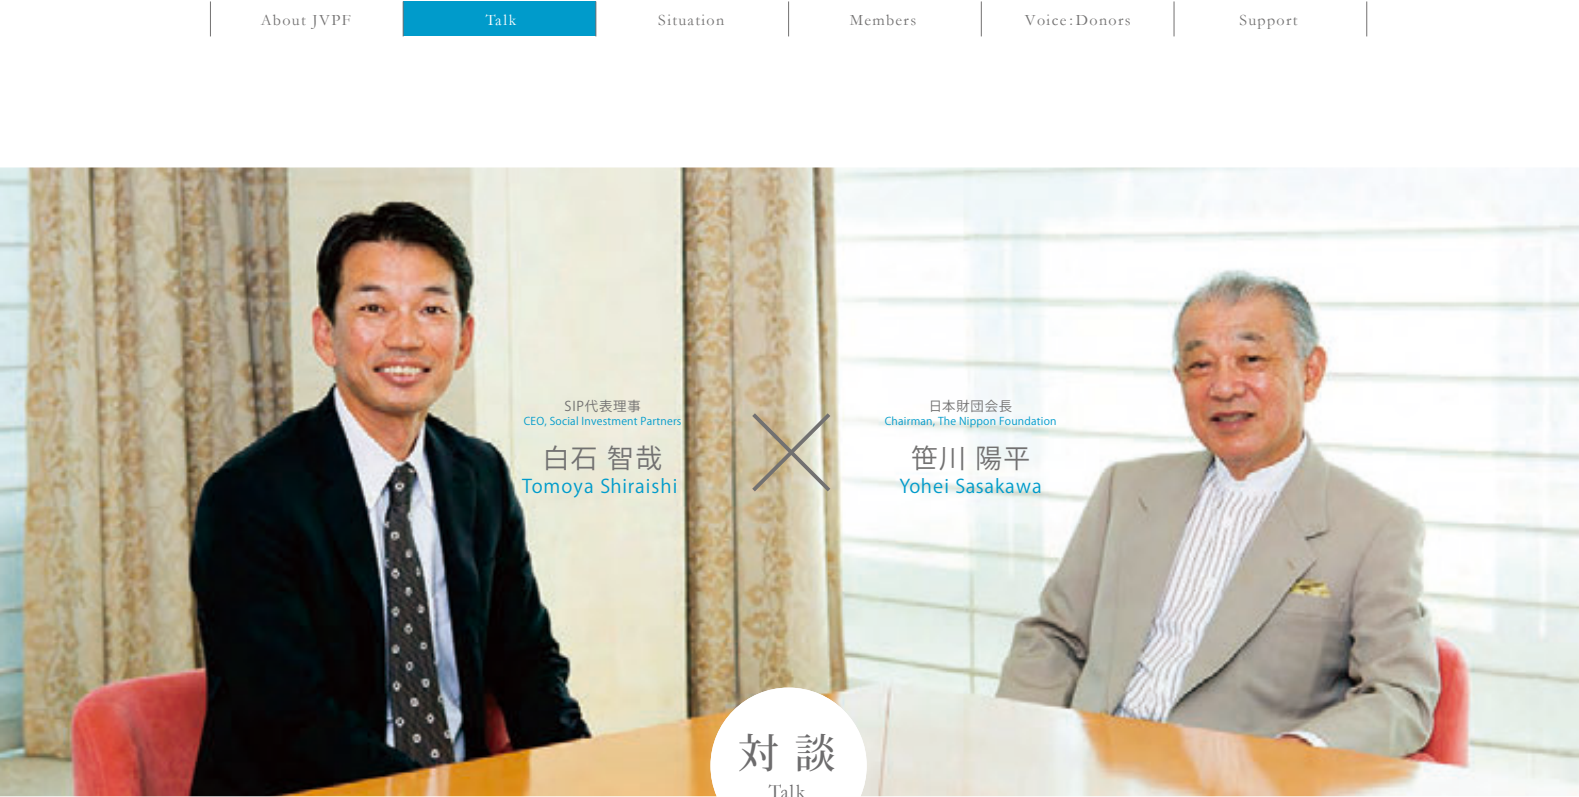 About JVPF
Talk
Situation
Members
Voice:Donors
Support
SIP代表理事
CEO, Social Investment Partners
白石 智哉
Tomoya Shiraishi
日本財団会長
Chairman, The Nippon Foundation
笹川 陽平
Yohei Sasakawa
対 談
Talk